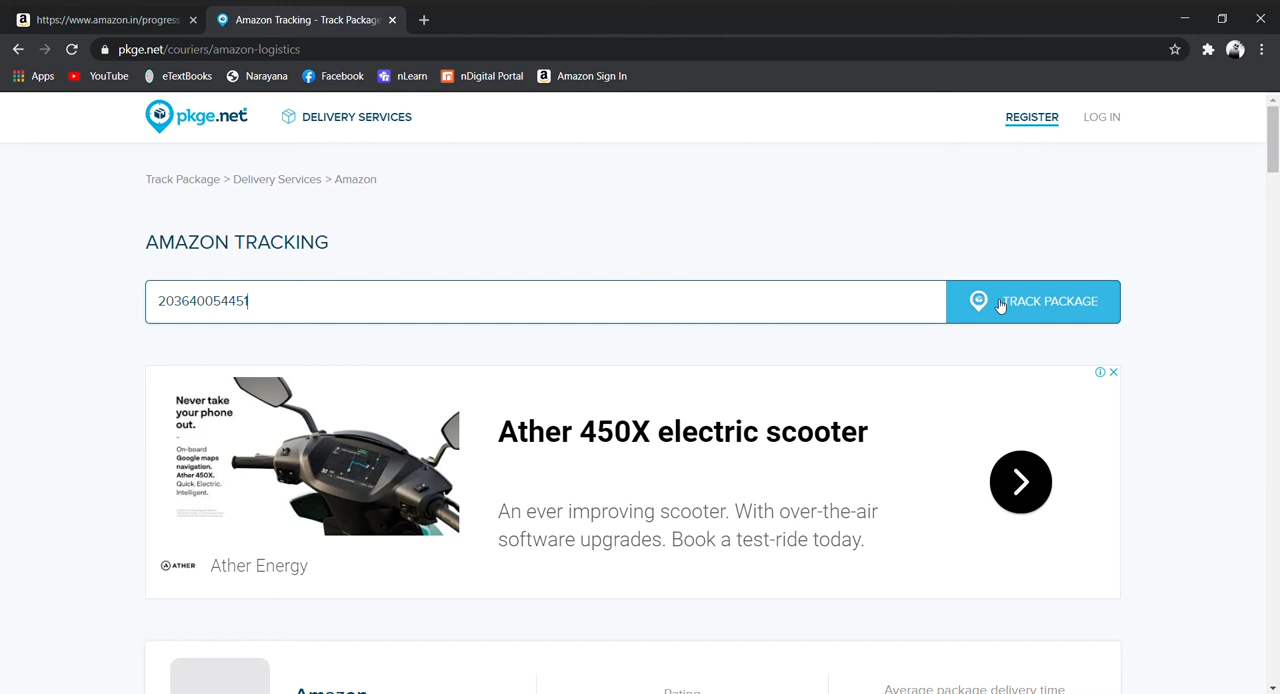 https://www.amazon.in/progress
Amazon Tracking - Track Package
pkge.net/couriers/amazon-logistics
Apps YouTube eTextBooks Narayana Facebook nLearn nDigital Portal Amazon Sign In
pkge.net DELIVERY SERVICES REGISTER LOG IN
Track Package > Delivery Services > Amazon
AMAZON TRACKING
203640054451 TRACK PACKAGE
Never take
your phone
out.
On-board
Google maps
navigation.
Ather 450X.
Quick. Electric.
Intelligent.
Ather 450X electric scooter
An ever improving scooter. With over-the-air
software upgrades. Book a test-ride today.
ATHER Ather Energy
Amazon Rating Average package delivery time